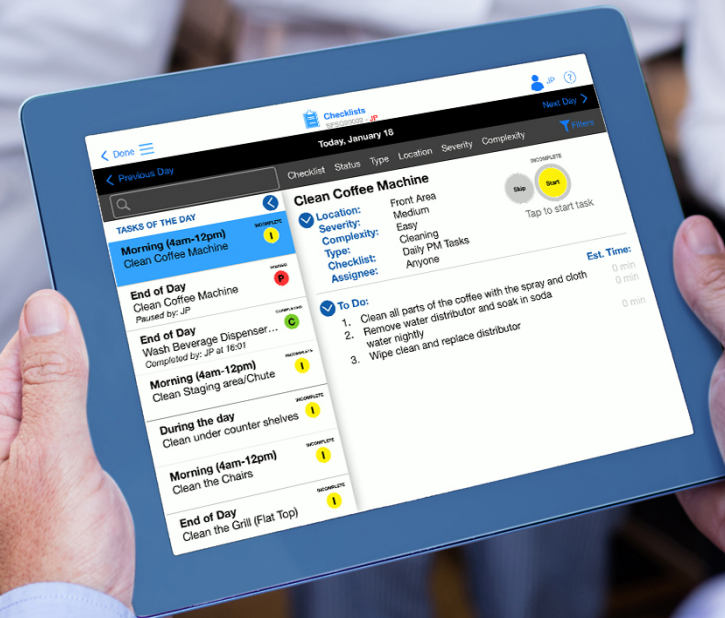 Done
Checklists
JP
?
Previous Day
Today, January 18
Next Day
Checklist Status Type Location Severity Complexity
Filters
TASKS OF THE DAY
Morning (4am-12pm)
Clean Coffee Machine
INCOMPLETE
I
End of Day
Clean Coffee Machine
Paused by: JP
PAUSED
P
End of Day
Wash Beverage Dispenser...
Completed by: JP at 16:01
COMPLETED
C
Morning (4am-12pm)
Clean Staging area/Chute
INCOMPLETE
I
During the day
Clean under counter shelves
INCOMPLETE
I
Morning (4am-12pm)
Clean the Chairs
INCOMPLETE
I
End of Day
Clean the Grill (Flat Top)
INCOMPLETE
I
Clean Coffee Machine
Location: Front Area
Severity: Medium
Complexity: Easy
Type: Cleaning
Checklist: Daily PM Tasks
Assignee: Anyone
INCOMPLETE
Skip
Start
Tap to start task
To Do:
Est. Time:
1. Clean all parts of the coffee with the spray and cloth 0 min
2. Remove water distributor and soak in soda 0 min
water nightly
3. Wipe clean and replace distributor 0 min